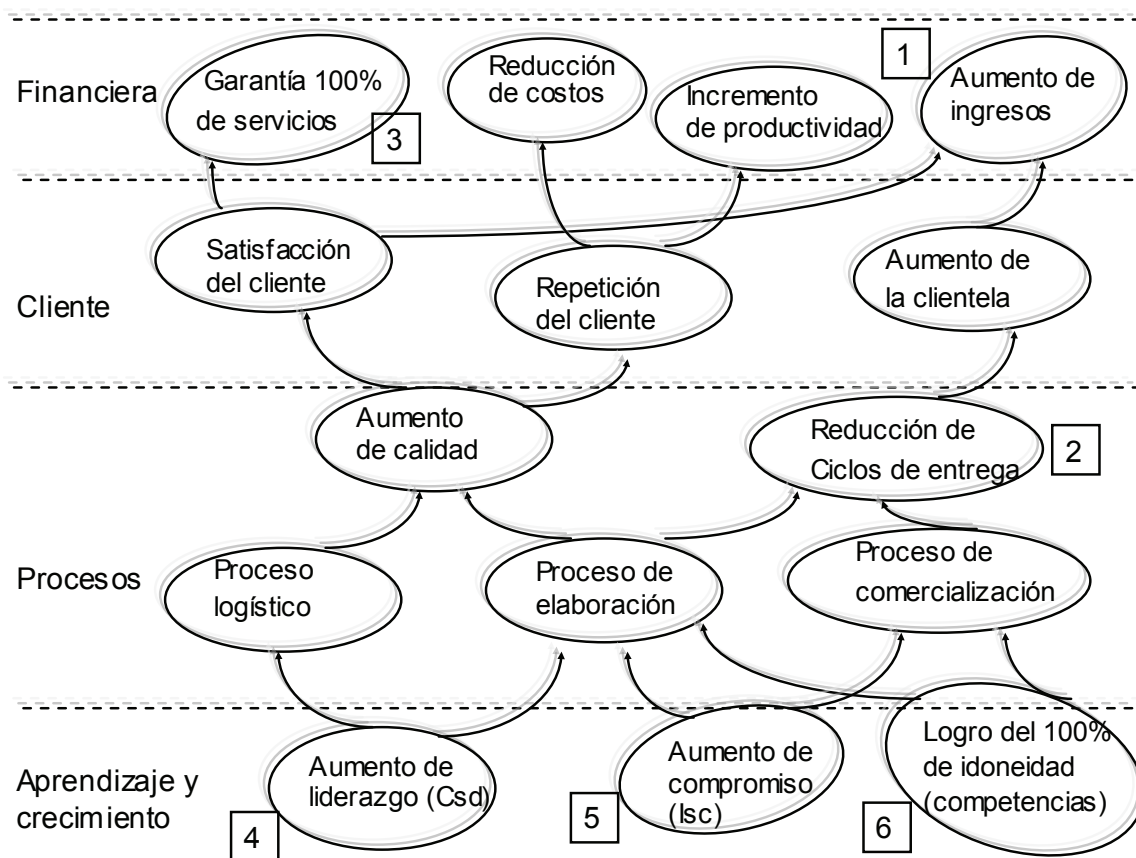 Financiera
Garantía 100%
de servicios
3
Reducción
de costos
Incremento
de productividad
1
Aumento de
ingresos
Cliente
Satisfacción
del cliente
Repetición
del cliente
Aumento de
la clientela
Procesos
Aumento
de calidad
Reducción de
Ciclos de entrega
2
Proceso
logístico
Proceso de
elaboración
Proceso de
comercialización
Aprendizaje y
crecimiento
Aumento de
liderazgo (Csd)
4
Aumento de
compromiso
(Isc)
5
Logro del 100%
de idoneidad
(competencias)
6